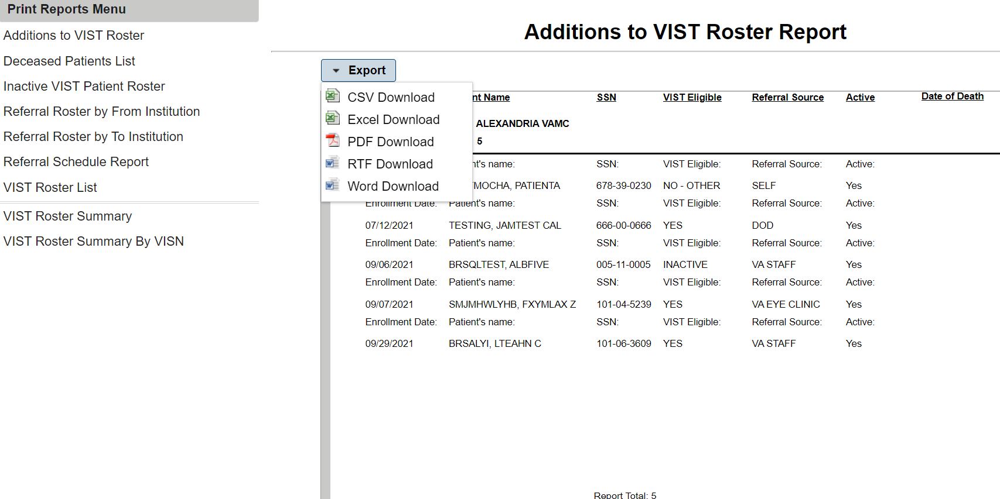 Print Reports Menu
Additions to VIST Roster
Deceased Patients List
Inactive VIST Patient Roster
Referral Roster by From Institution
Referral Roster by To Institution
Referral Schedule Report
VIST Roster List
VIST Roster Summary
VIST Roster Summary By VISN
Additions to VIST Roster Report
Export
CSV Download
Excel Download
PDF Download
RTF Download
Word Download
Name SSN VIST Eligible Referral Source Active Date of Death
ALEXANDRIA VAMC
5
name: SSN: VIST Eligible: Referral Source: Active:
PATIENTA 678-39-0230 NO - OTHER SELF Yes
Enrollment Date: Patient's name: SSN: VIST Eligible: Referral Source: Active:
07/12/2021 TESTING, JAMTEST CAL 666-00-0666 YES DOD Yes
Enrollment Date: Patient's name: SSN: VIST Eligible: Referral Source: Active:
09/06/2021 BRSQLTEST, ALBFIVE 005-11-0005 INACTIVE VA STAFF Yes
Enrollment Date: Patient's name: SSN: VIST Eligible: Referral Source: Active:
09/07/2021 SMJMHWLYHB, FXYMLAX Z 101-04-5239 YES VA EYE CLINIC Yes
Enrollment Date: Patient's name: SSN: VIST Eligible: Referral Source: Active:
09/29/2021 BRSALYI, LTEAHN C 101-06-3609 YES VA STAFF Yes
Report Total: 5